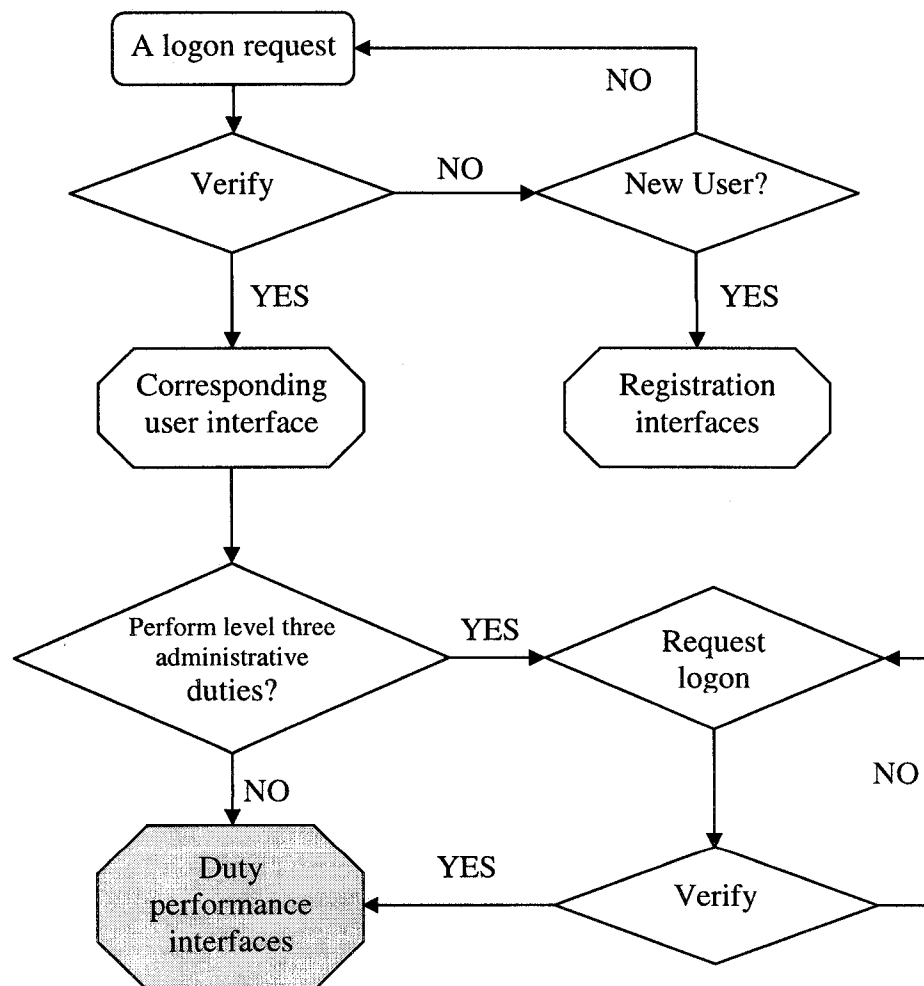 A logon request
NO
Verify
NO
New User?
YES
YES
Corresponding
user interface
Registration
interfaces
Perform level three
administrative
duties?
YES
Request
logon
NO
NO
Duty
performance
interfaces
YES
Verify